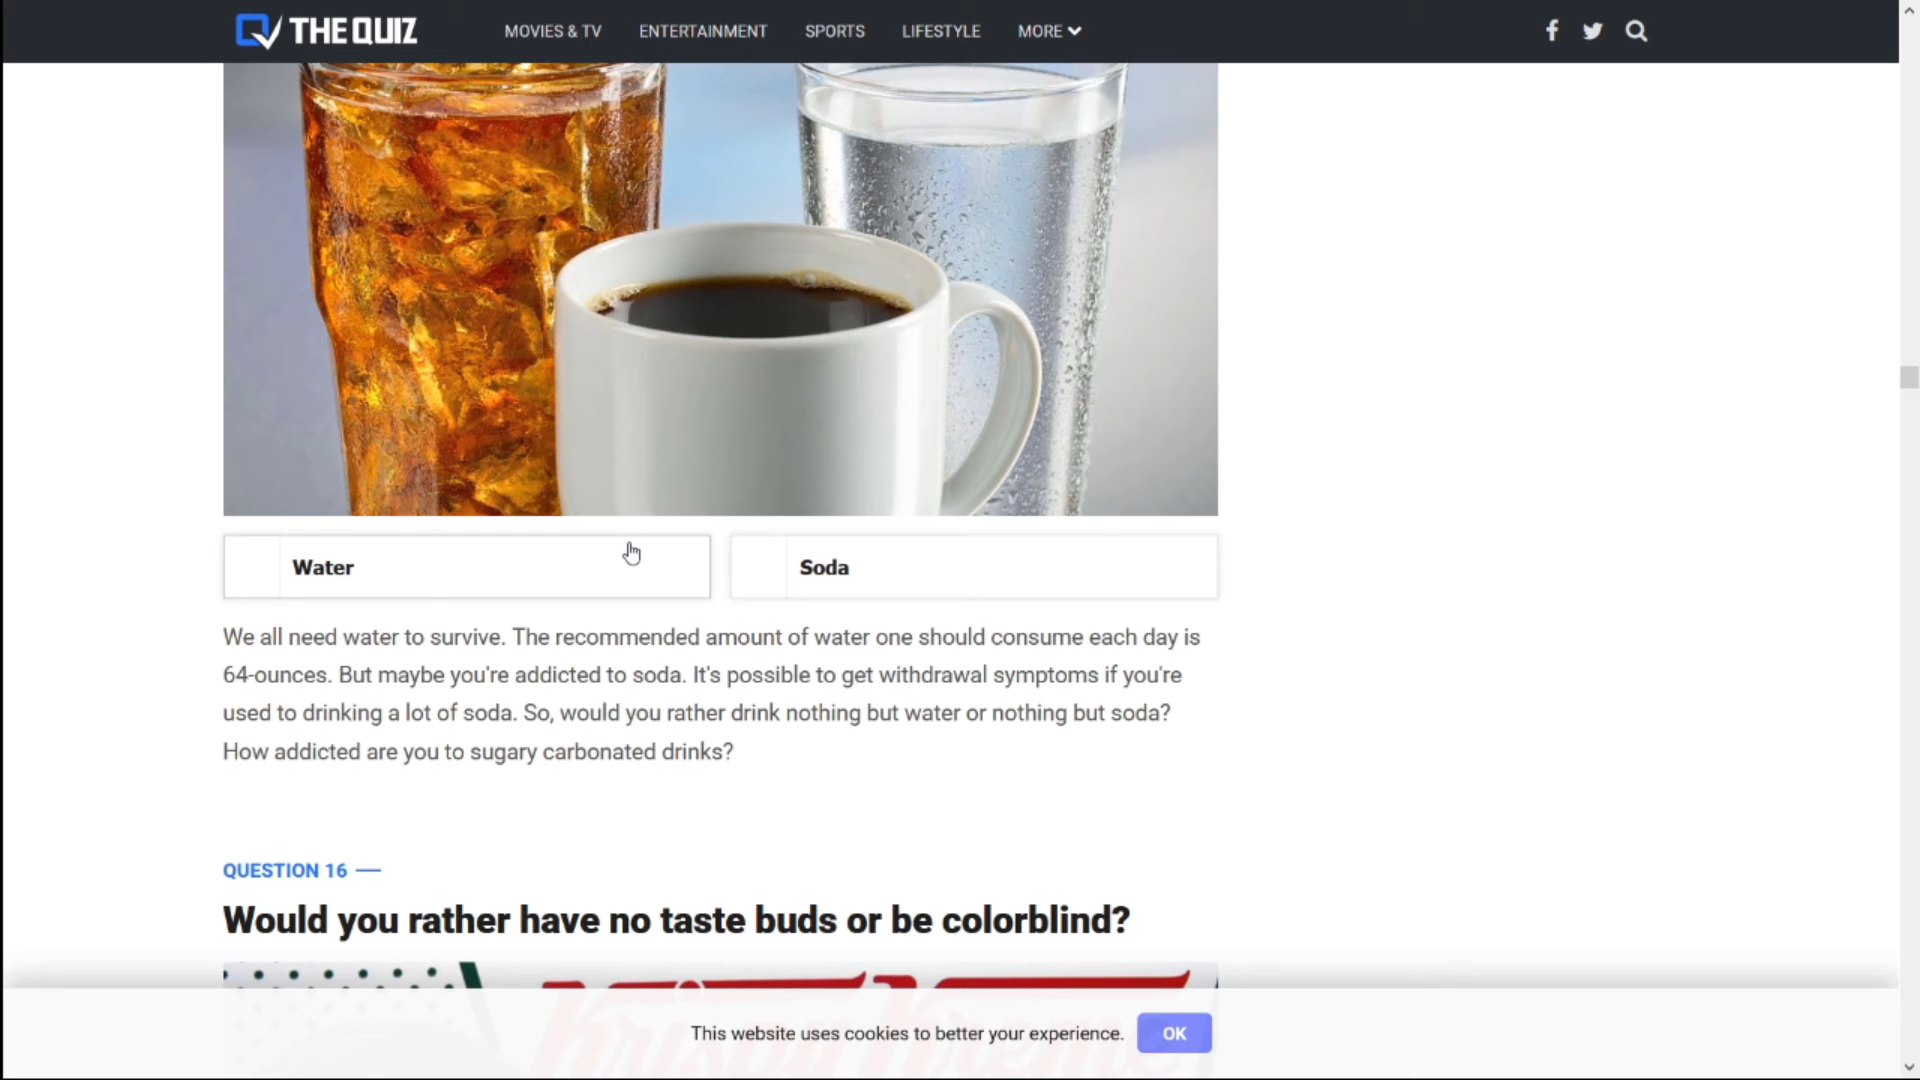 THE QUIZ
MOVIES & TV
ENTERTAINMENT
SPORTS
LIFESTYLE
MORE
Water
Soda
We all need water to survive. The recommended amount of water one should consume each day is
64-ounces. But maybe you're addicted to soda. It's possible to get withdrawal symptoms if you're
used to drinking a lot of soda. So, would you rather drink nothing but water or nothing but soda?
How addicted are you to sugary carbonated drinks?
QUESTION 16
Would you rather have no taste buds or be colorblind?
Krispy Kreme
This website uses cookies to better your experience.
OK